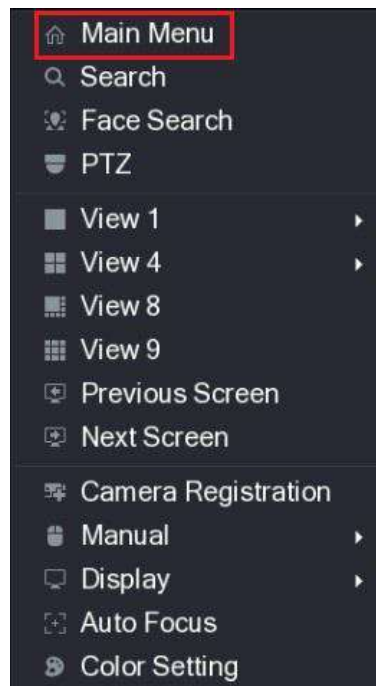 Main Menu
Search
Face Search
PTZ
View 1
View 4
View 8
View 9
Previous Screen
Next Screen
Camera Registration
Manual
Display
Auto Focus
Color Setting